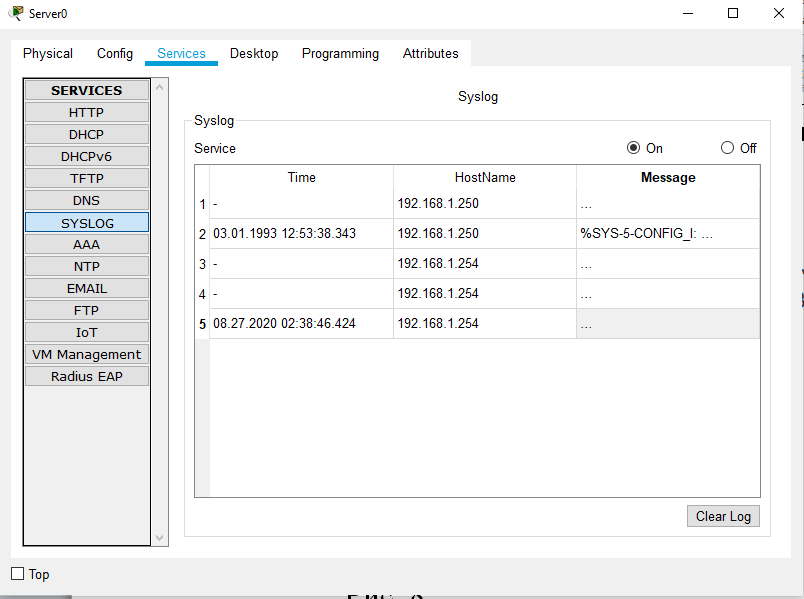 Server0
Physical Config Services Desktop Programming Attributes
SERVICES
HTTP
DHCP
DHCPv6
TFTP
DNS
SYSLOG
AAA
NTP
EMAIL
FTP
IoT
VM Management
Radius EAP
Syslog
Syslog
Service On Off
Time HostName Message
1 - 192.168.1.250 ...
2 03.01.1993 12:53:38.343 192.168.1.250 %SYS-5-CONFIG_I: ...
3 - 192.168.1.254 ...
4 - 192.168.1.254 ...
5 08.27.2020 02:38:46.424 192.168.1.254 ...
Clear Log
Top